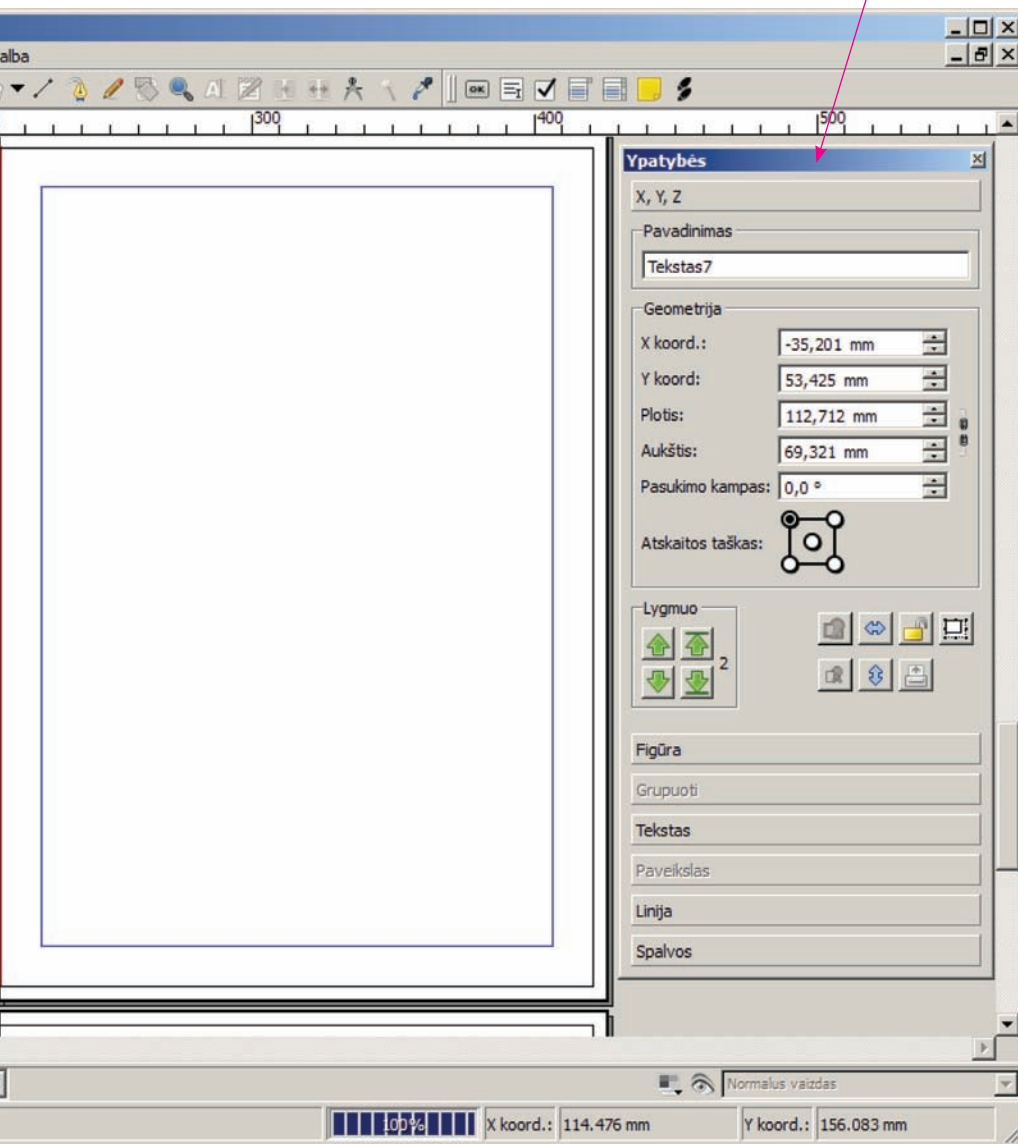 alba
OK
300 400 500
Ypatybės
X, Y, Z
Pavadinimas
Tekstas7
Geometrija
X koord.: -35,201 mm
Y koord: 53,425 mm
Plotis: 112,712 mm
Aukštis: 69,321 mm
Pasukimo kampas: 0,0 °
Atskaitos taškas:
Lygmuo
2
Figūra
Grupuoti
Tekstas
Paveikslas
Linija
Spalvos
Normalus vaizdas
100% X koord.: 114.476 mm Y koord.: 156.083 mm